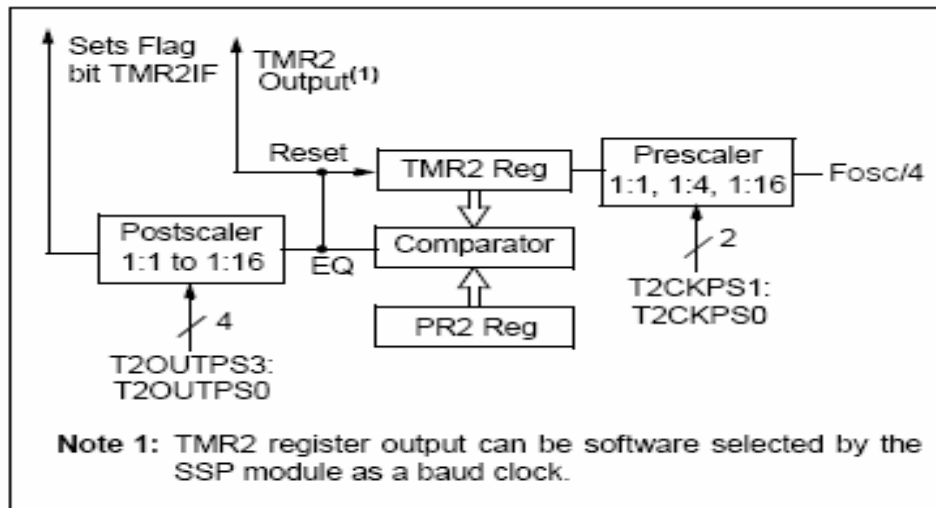 Sets Flag
bit TMR2IF
TMR2
Output(1)
Reset
TMR2 Reg
Prescaler
1:1, 1:4, 1:16
Fosc/4
Postscaler
1:1 to 1:16
EQ
Comparator
2
T2CKPS1:
T2CKPS0
4
PR2 Reg
T2OUTPS3:
T2OUTPS0
Note 1: TMR2 register output can be software selected by the
SSP module as a baud clock.